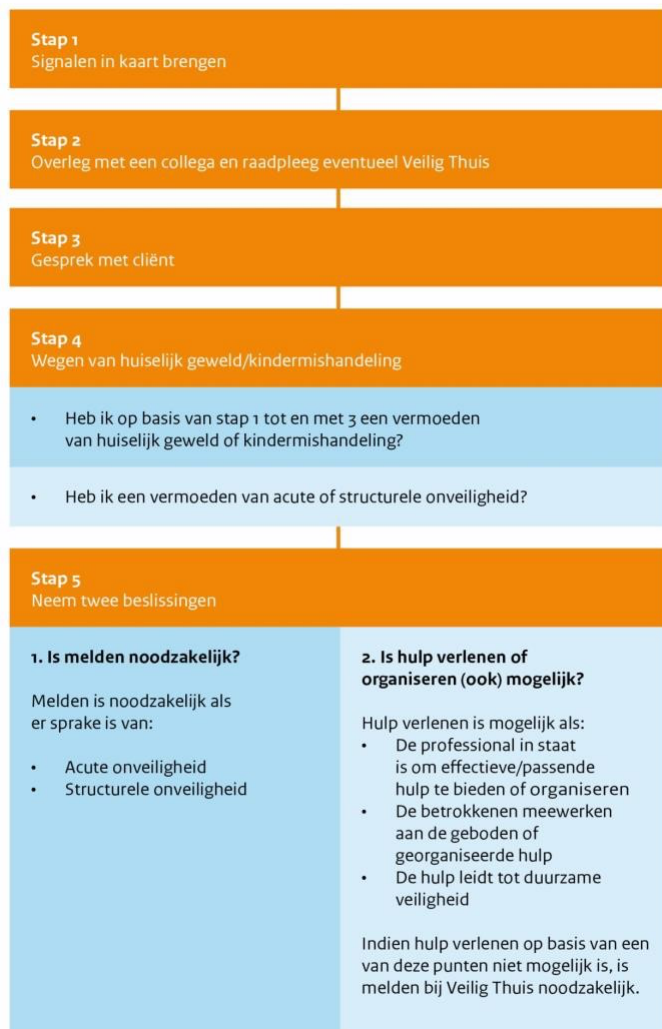 Stap 1
Signalen in kaart brengen
Stap 2
Overleg met een collega en raadpleeg eventueel Veilig Thuis
Stap 3
Gesprek met cliënt
Stap 4
Wegen van huiselijk geweld/kindermishandeling
• Heb ik op basis van stap 1 tot en met 3 een vermoeden
van huiselijk geweld of kindermishandeling?
• Heb ik een vermoeden van acute of structurele onveiligheid?
Stap 5
Neem twee beslissingen
1. Is melden noodzakelijk?
Melden is noodzakelijk als
er sprake is van:
• Acute onveiligheid
• Structurele onveiligheid
2. Is hulp verlenen of
organiseren (ook) mogelijk?
Hulp verlenen is mogelijk als:
• De professional in staat
is om effectieve/passende
hulp te bieden of organiseren
• De betrokkenen meewerken
aan de geboden of
georganiseerde hulp
• De hulp leidt tot duurzame
veiligheid
Indien hulp verlenen op basis van een
van deze punten niet mogelijk is, is
melden bij Veilig Thuis noodzakelijk.